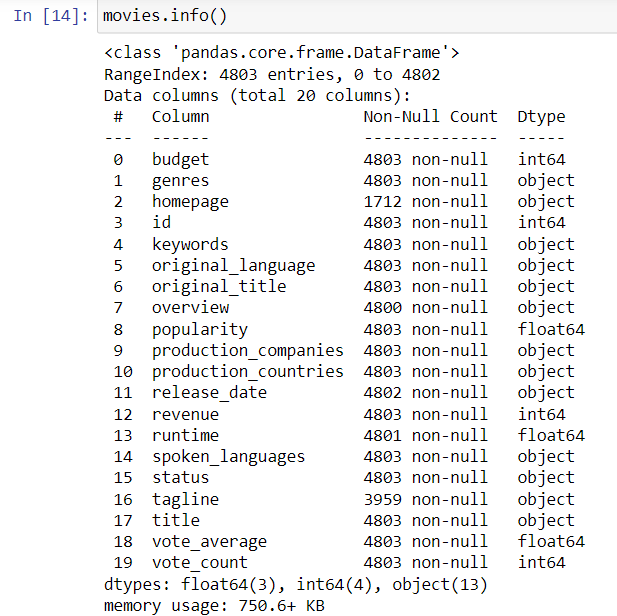 In [14]: movies.info()
<class 'pandas.core.frame.DataFrame'>
RangeIndex: 4803 entries, 0 to 4802
Data columns (total 20 columns):
 #   Column                Non-Null Count  Dtype
---  ------                --------------  -----
 0   budget                4803 non-null   int64
 1   genres                4803 non-null   object
 2   homepage              1712 non-null   object
 3   id                    4803 non-null   int64
 4   keywords              4803 non-null   object
 5   original_language     4803 non-null   object
 6   original_title        4803 non-null   object
 7   overview              4800 non-null   object
 8   popularity            4803 non-null   float64
 9   production_companies  4803 non-null   object
 10  production_countries  4803 non-null   object
 11  release_date          4802 non-null   object
 12  revenue               4803 non-null   int64
 13  runtime               4801 non-null   float64
 14  spoken_languages      4803 non-null   object
 15  status                4803 non-null   object
 16  tagline               3959 non-null   object
 17  title                 4803 non-null   object
 18  vote_average          4803 non-null   float64
 19  vote_count            4803 non-null   int64
dtypes: float64(3), int64(4), object(13)
memory usage: 750.6+ KB